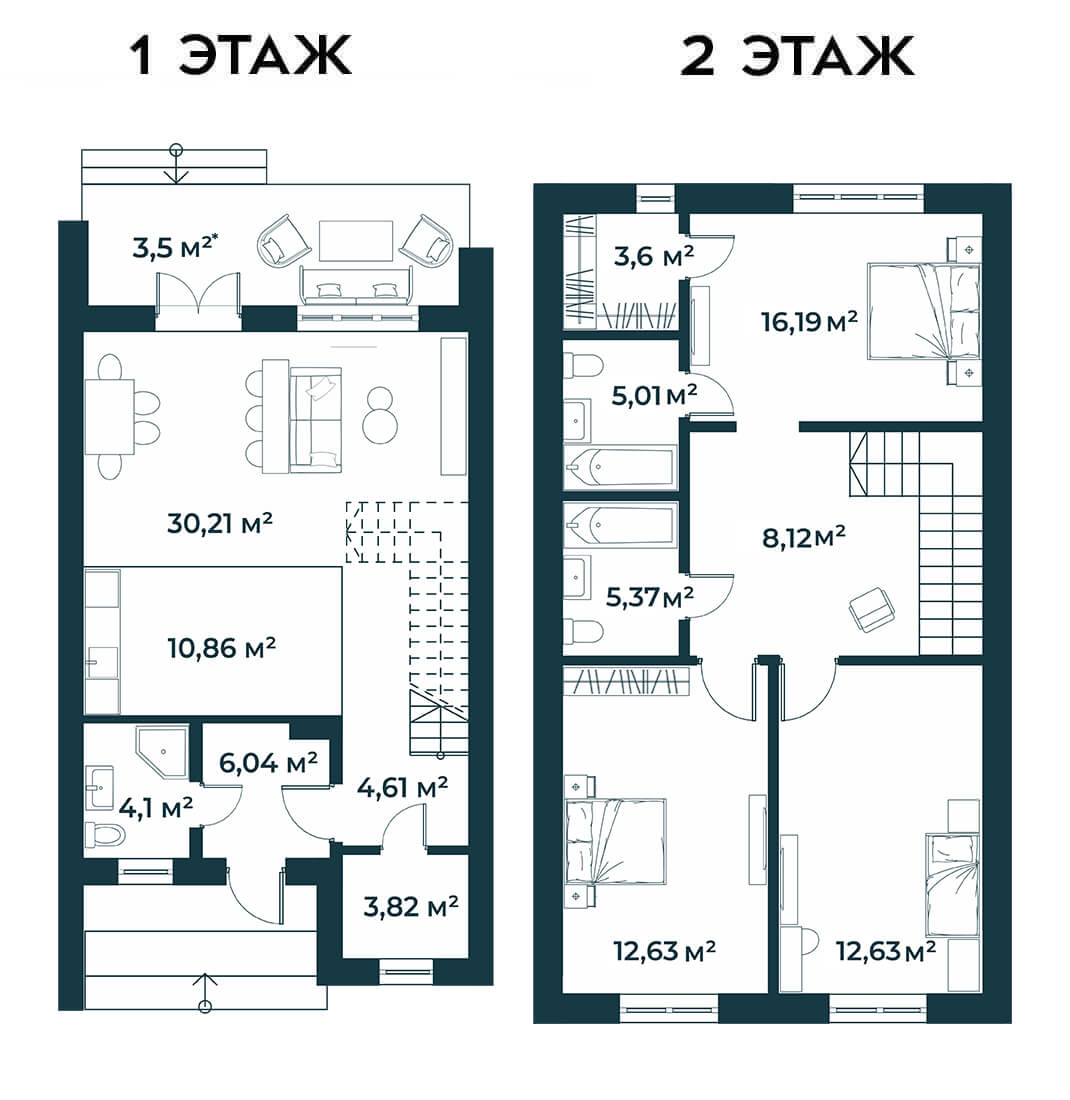 1 ЭТАЖ
3,5 м²*
30,21 м²
10,86 м²
6,04 м²
4,1 м²
4,61 м²
3,82 м²
2 ЭТАЖ
3,6 м²
16,19 м²
5,01 м²
8,12 м²
5,37 м²
12,63 м²
12,63 м²